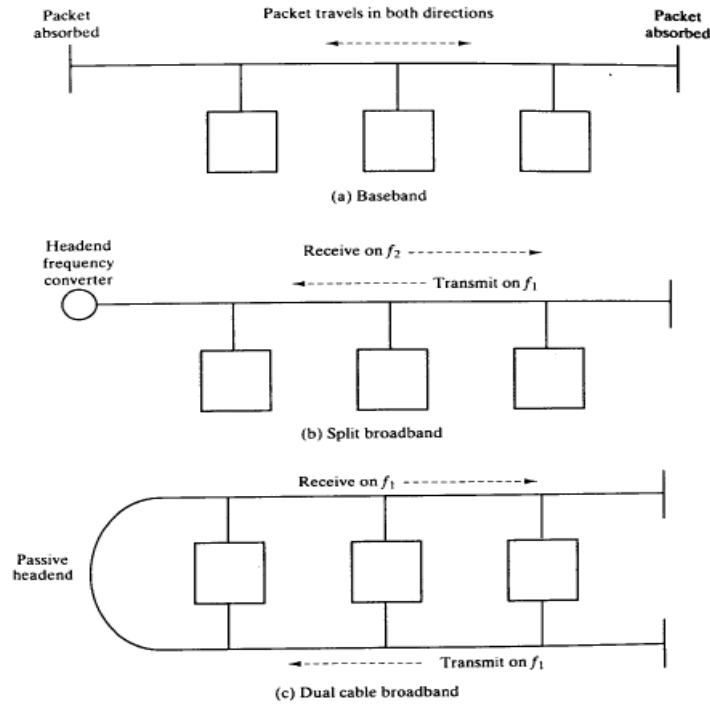 Packet travels in both directions
Packet
absorbed
Packet
absorbed
(a) Baseband
Headend
frequency
converter
Receive on f2
Transmit on f1
(b) Split broadband
Receive on f1
Passive
headend
Transmit on f1
(c) Dual cable broadband